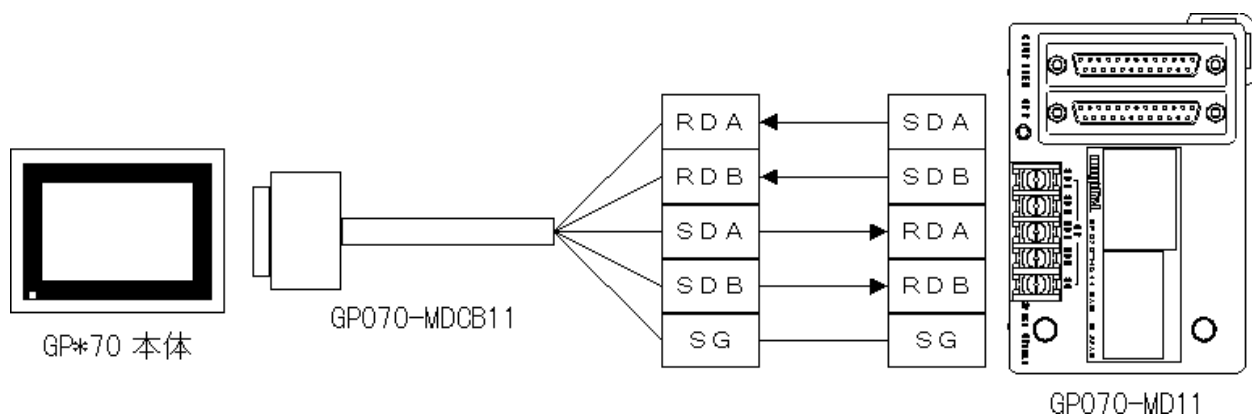 RDA SDA
RDB SDB
SDA RDA
SDB RDB
SG SG
GP*70 本体
GP070-MDCB11
GP070-MD11